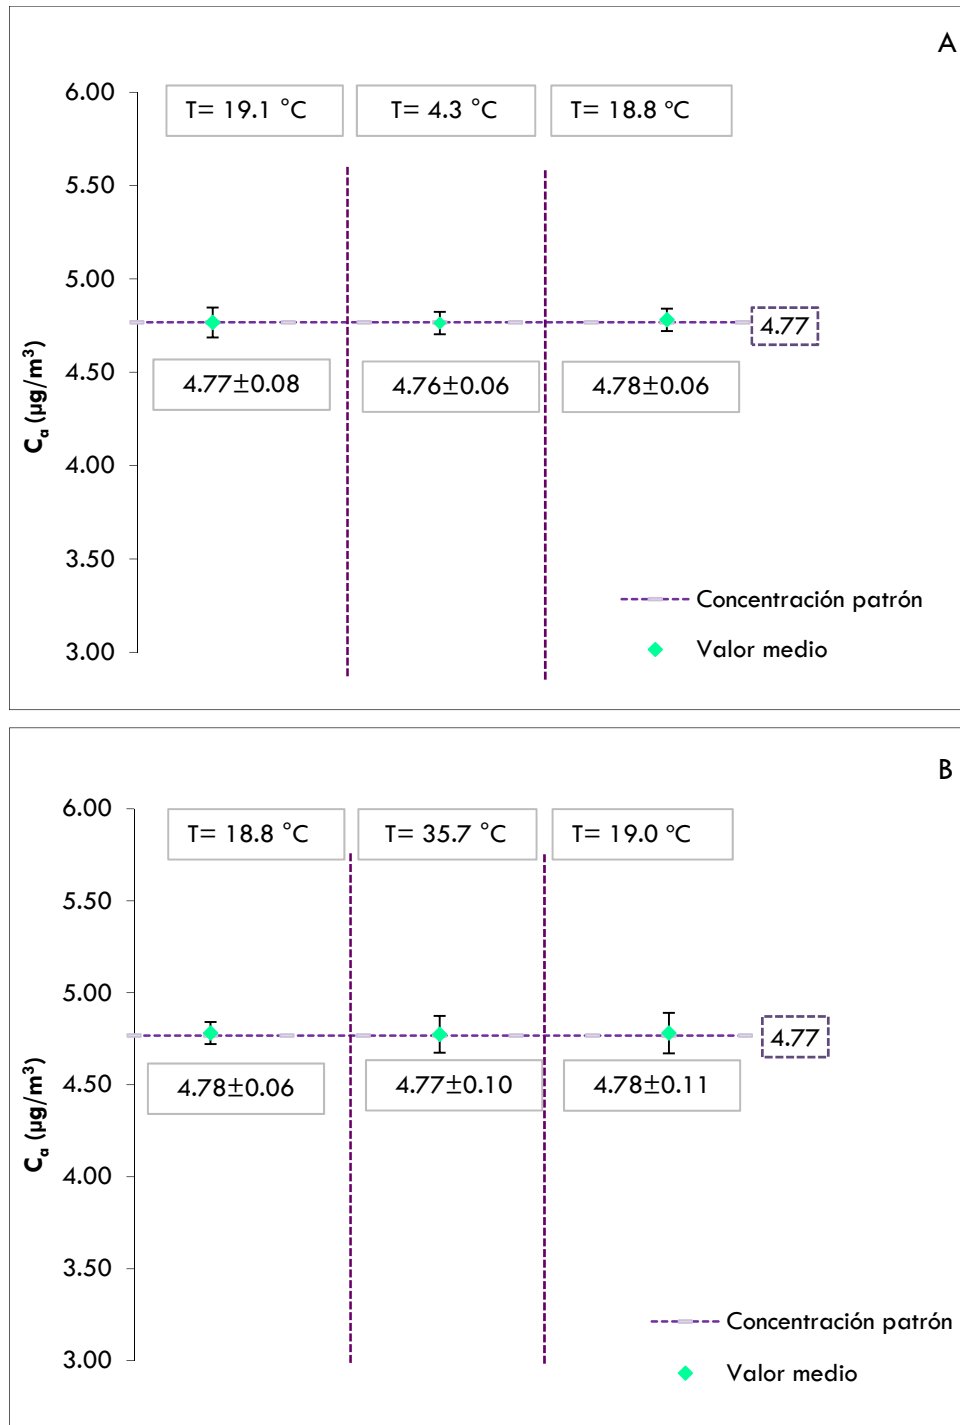 A
6.00
T= 19.1 °C
T= 4.3 °C
T= 18.8 ºC
5.50
5.00
4.77
4.50
4.77±0.08
4.76±0.06
4.78±0.06
Cₐ (µg/m³)
4.00
3.50
Concentración patrón
3.00
Valor medio
B
6.00
T= 18.8 °C
T= 35.7 °C
T= 19.0 ºC
5.50
5.00
4.77
4.50
4.78±0.06
4.77±0.10
4.78±0.11
Cₐ (µg/m³)
4.00
3.50
Concentración patrón
3.00
Valor medio